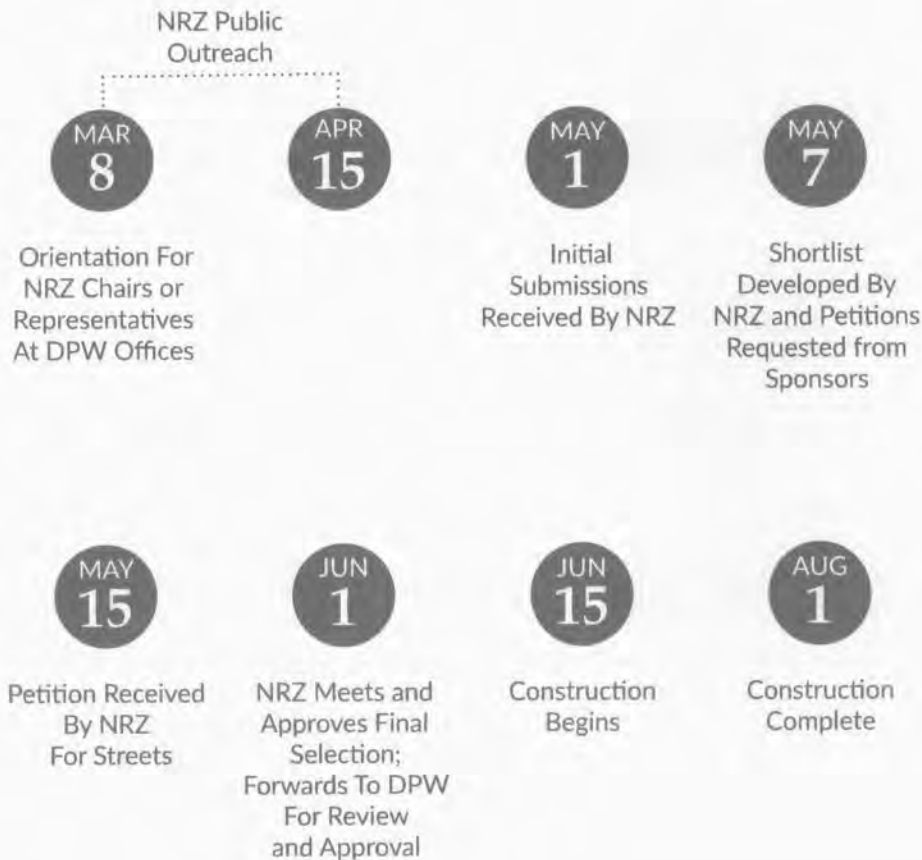 NRZ Public
Outreach
MAR
8
APR
15
MAY
1
MAY
7
Orientation For
NRZ Chairs or
Representatives
At DPW Offices
Initial
Submissions
Received By NRZ
Shortlist
Developed By
NRZ and Petitions
Requested from
Sponsors
MAY
15
JUN
1
JUN
15
AUG
1
Petition Received
By NRZ
For Streets
NRZ Meets and
Approves Final
Selection;
Forwards To DPW
For Review
and Approval
Construction
Begins
Construction
Complete